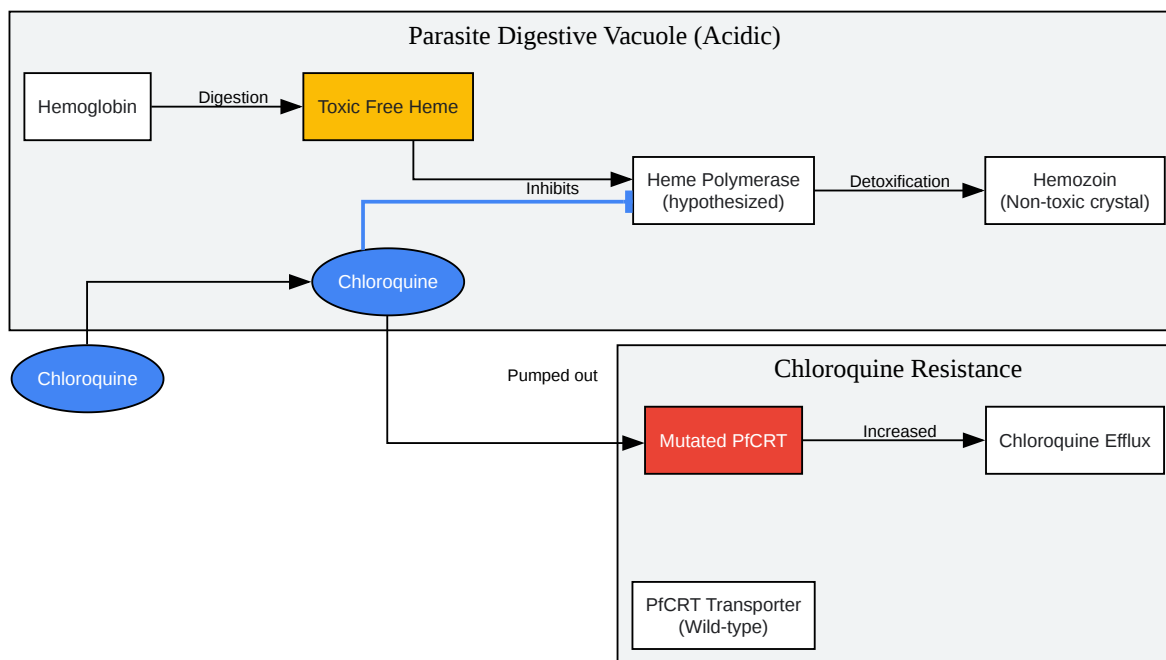 Parasite Digestive Vacuole (Acidic)
Hemoglobin
Digestion
Toxic Free Heme
Inhibits
Heme Polymerase
(hypothesized)
Detoxification
Hemozoin
(Non-toxic crystal)
Chloroquine
Chloroquine
Pumped out
Chloroquine Resistance
Mutated PfCRT
Increased
Chloroquine Efflux
PfCRT Transporter
(Wild-type)